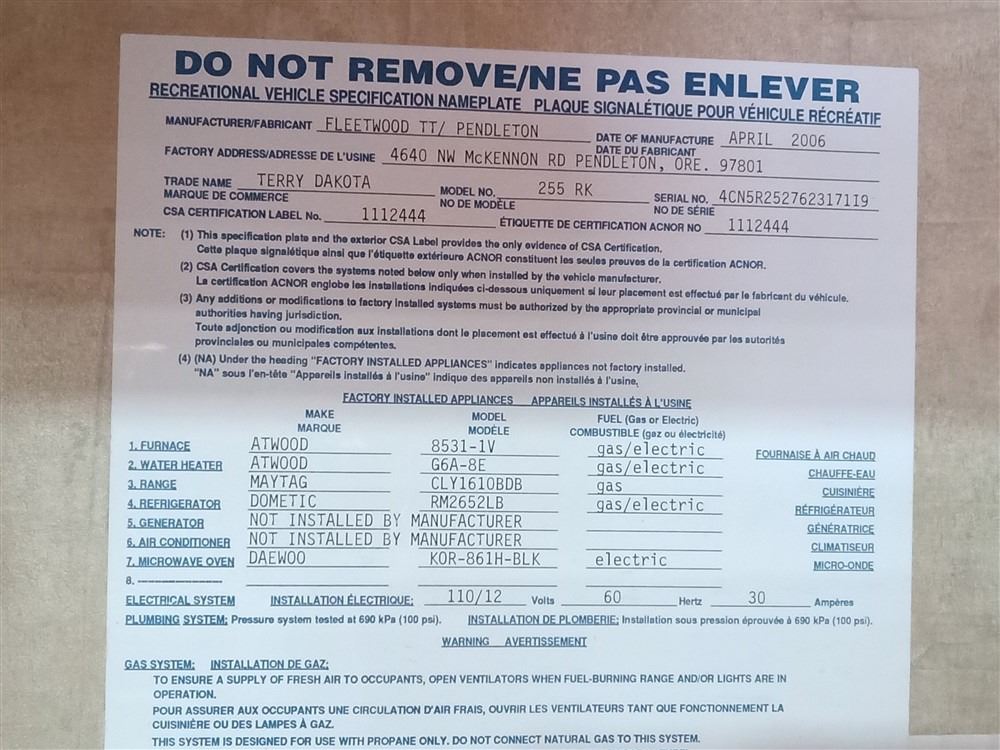 DO NOT REMOVE/NE PAS ENLEVER
RECREATIONAL VEHICLE SPECIFICATION NAMEPLATE PLAQUE SIGNALÉTIQUE POUR VÉHICULE RÉCRÉATIF
MANUFACTURER/FABRICANT FLEETWOOD TT/ PENDLETON DATE OF MANUFACTURE APRIL 2006
DATE DU FABRICANT
FACTORY ADDRESS/ADRESSE DE L'USINE 4640 NW McKENNON RD PENDLETON, ORE. 97801
TRADE NAME TERRY DAKOTA MODEL NO. 255 RK SERIAL NO. 4CN5R252762317119
MARQUE DE COMMERCE NO DE MODÈLE NO DE SÉRIE
CSA CERTIFICATION LABEL No. 1112444 ÉTIQUETTE DE CERTIFICATION ACNOR NO 1112444
NOTE: (1) This specification plate and the exterior CSA Label provides the only evidence of CSA Certification.
Cette plaque signalétique ainsi que l'étiquette extérieure ACNOR constituent les seules preuves de la certification ACNOR.
(2) CSA Certification covers the systems noted below only when installed by the vehicle manufacturer.
La certification ACNOR englobe les installations indiquées ci-dessous uniquement si leur placement est effectué par le fabricant du véhicule.
(3) Any additions or modifications to factory installed systems must be authorized by the appropriate provincial or municipal
authorities having jurisdiction.
Toute adjonction ou modification aux installations dont le placement est effectué à l'usine doit être approuvée par les autorités
provinciales ou municipales compétentes.
(4) (NA) Under the heading "FACTORY INSTALLED APPLIANCES" indicates appliances not factory installed.
"NA" sous l'en-tête "Appareils installés à l'usine" indique des appareils non installés à l'usine,
FACTORY INSTALLED APPLIANCES APPAREILS INSTALLÉS À L'USINE
MAKE MODEL FUEL (Gas or Electric)
MARQUE MODÈLE COMBUSTIBLE (gaz ou électricité)
1. FURNACE ATWOOD 8531-1V gas/electric FOURNAISE À AIR CHAUD
2. WATER HEATER ATWOOD G6A-8E gas/electric CHAUFFE-EAU
3. RANGE MAYTAG CLY1610BDB gas CUISINIÈRE
4. REFRIGERATOR DOMETIC RM2652LB gas/electric RÉFRIGÉRATEUR
5. GENERATOR NOT INSTALLED BY MANUFACTURER GÉNÉRATRICE
6. AIR CONDITIONER NOT INSTALLED BY MANUFACTURER CLIMATISEUR
7. MICROWAVE OVEN DAEWOO KOR-861H-BLK electric MICRO-ONDE
8.
ELECTRICAL SYSTEM INSTALLATION ÉLECTRIQUE: 110/12 Volts 60 Hertz 30 Ampères
PLUMBING SYSTEM: Pressure system tested at 690 kPa (100 psi). INSTALLATION DE PLOMBERIE: Installation sous pression éprouvée à 690 kPa (100 psi).
WARNING AVERTISSEMENT
GAS SYSTEM: INSTALLATION DE GAZ:
TO ENSURE A SUPPLY OF FRESH AIR TO OCCUPANTS, OPEN VENTILATORS WHEN FUEL-BURNING RANGE AND/OR LIGHTS ARE IN
OPERATION.
POUR ASSURER AUX OCCUPANTS UNE CIRCULATION D'AIR FRAIS, OUVRIR LES VENTILATEURS TANT QUE FONCTIONNEMENT LA
CUISINIÈRE OU DES LAMPES À GAZ.
THIS SYSTEM IS DESIGNED FOR USE WITH PROPANE ONLY. DO NOT CONNECT NATURAL GAS TO THIS SYSTEM.